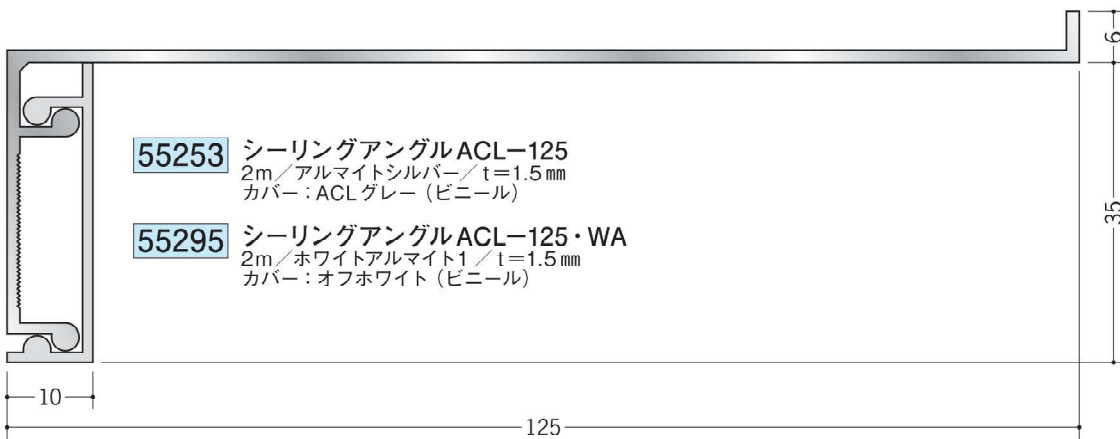 6
55253 シーリングアングルACL−125
2m／アルマイトシルバー／t＝1.5㎜
カバー：ACLグレー（ビニール）
35
55295 シーリングアングルACL−125・WA
2m／ホワイトアルマイト1／t＝1.5㎜
カバー：オフホワイト（ビニール）
10
125